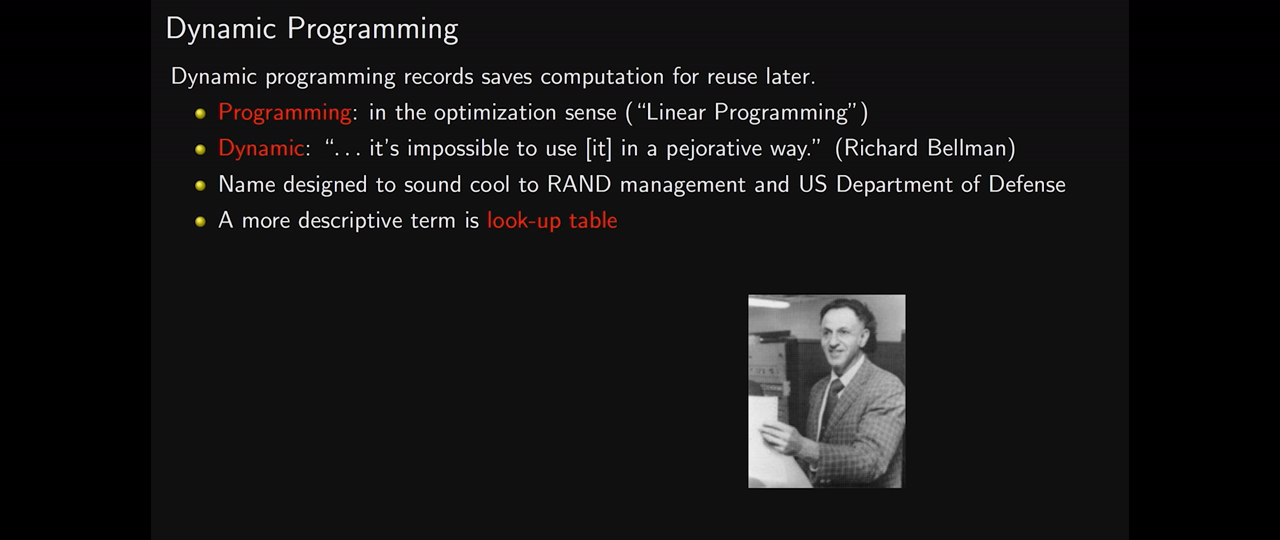 Dynamic Programming
Dynamic programming records saves computation for reuse later.
Programming: in the optimization sense (“Linear Programming”)
Dynamic: “. . . it's impossible to use [it] in a pejorative way.” (Richard Bellman)
Name designed to sound cool to RAND management and US Department of Defense
A more descriptive term is look-up table